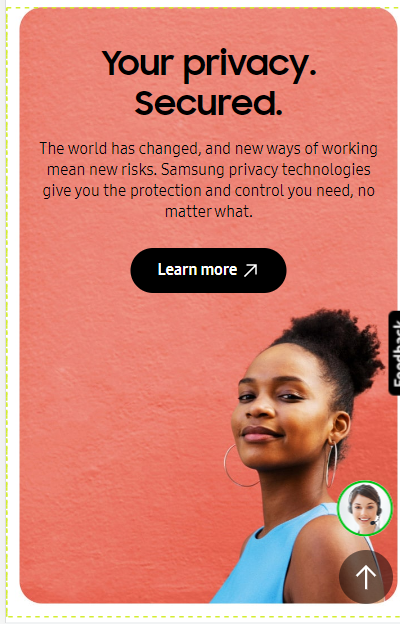 Your privacy.
Secured.
The world has changed, and new ways of working
mean new risks. Samsung privacy technologies
give you the protection and control you need, no
matter what.
Learn more
Feedback